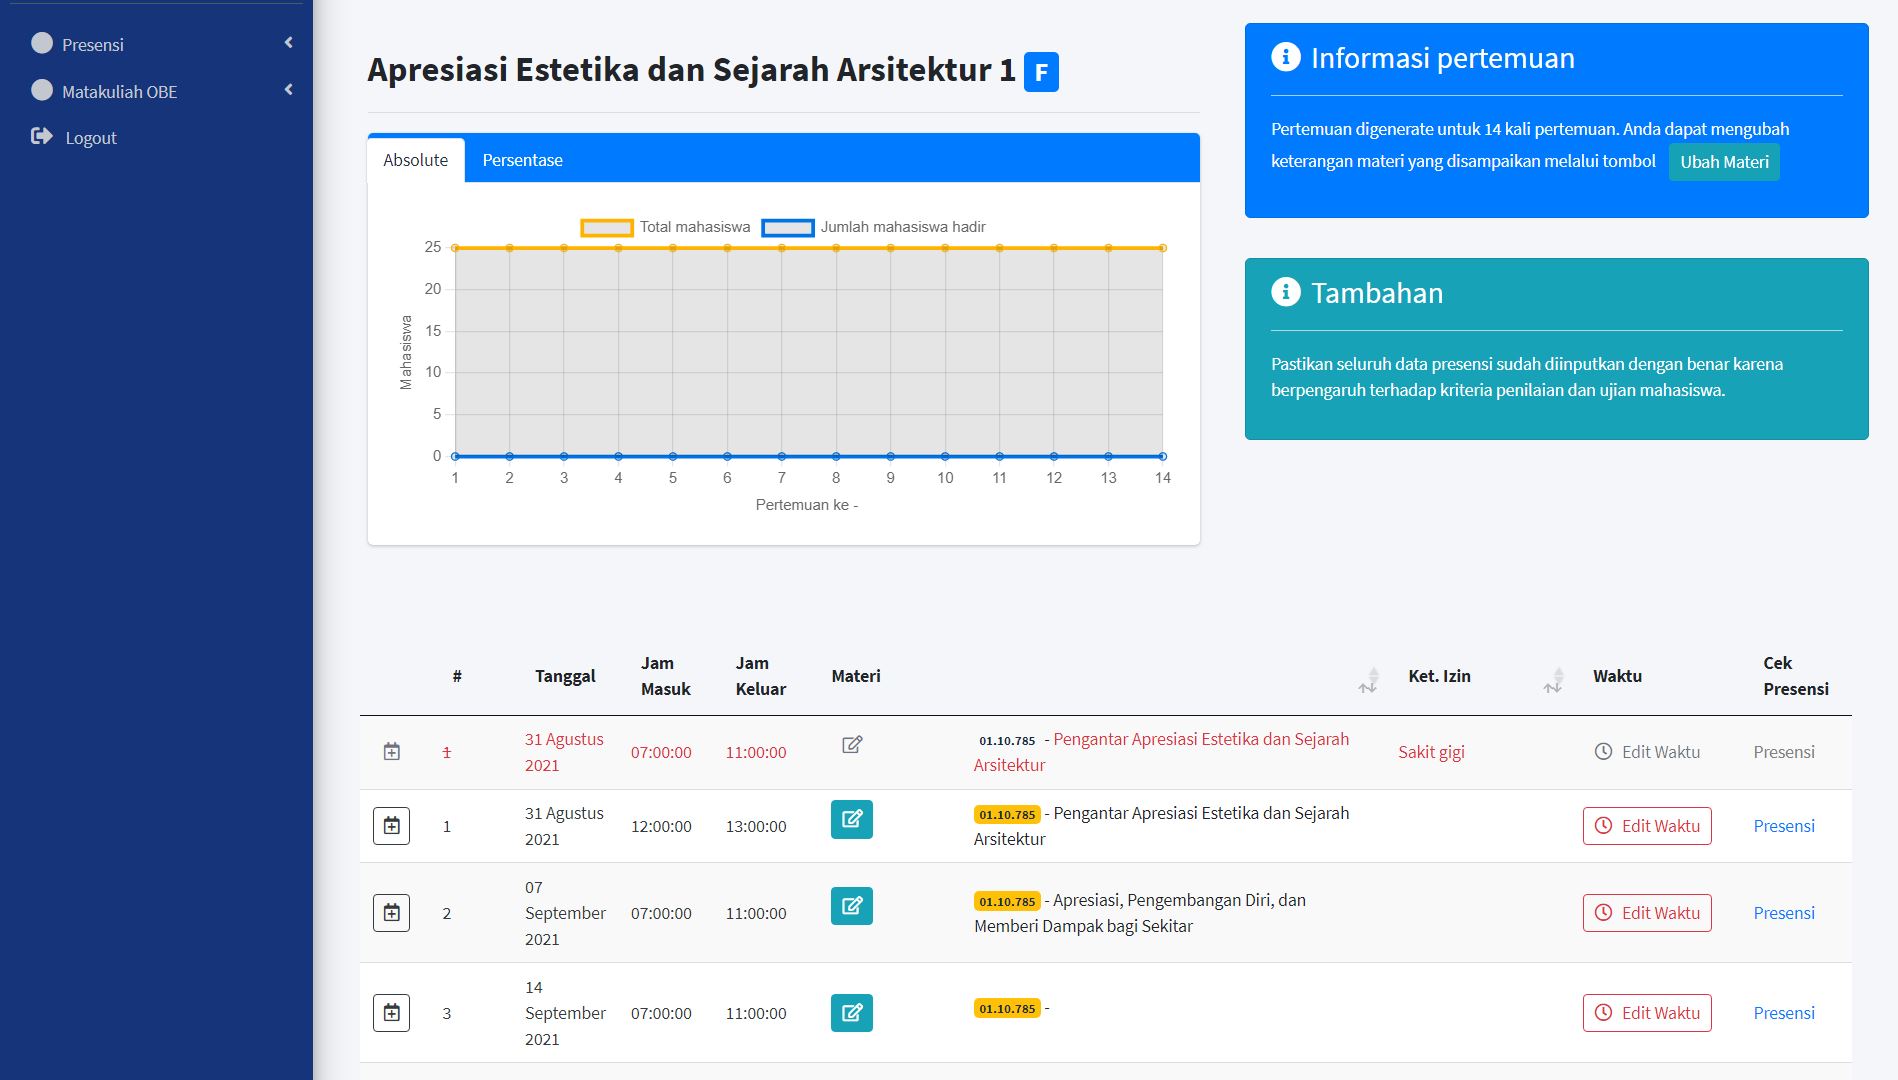 Presensi
Matakuliah OBE
Logout
Apresiasi Estetika dan Sejarah Arsitektur 1 F
Absolute Persentase
Total mahasiswa Jumlah mahasiswa hadir
25
20
15
10
5
0
Mahasiswa
1 2 3 4 5 6 7 8 9 10 11 12 13 14
Pertemuan ke -
Informasi pertemuan
Pertemuan digenerate untuk 14 kali pertemuan. Anda dapat mengubah
keterangan materi yang disampaikan melalui tombol Ubah Materi
Tambahan
Pastikan seluruh data presensi sudah diinputkan dengan benar karena
berpengaruh terhadap kriteria penilaian dan ujian mahasiswa.
# Tanggal Jam Masuk Jam Keluar Materi Ket. Izin Waktu Cek Presensi
1 31 Agustus 2021 07:00:00 11:00:00 01.10.785 - Pengantar Apresiasi Estetika dan Sejarah Arsitektur Sakit gigi Edit Waktu Presensi
1 31 Agustus 2021 12:00:00 13:00:00 01.10.785 - Pengantar Apresiasi Estetika dan Sejarah Arsitektur Edit Waktu Presensi
2 07 September 2021 07:00:00 11:00:00 01.10.785 - Apresiasi, Pengembangan Diri, dan Memberi Dampak bagi Sekitar Edit Waktu Presensi
3 14 September 2021 07:00:00 11:00:00 01.10.785 - Edit Waktu Presensi